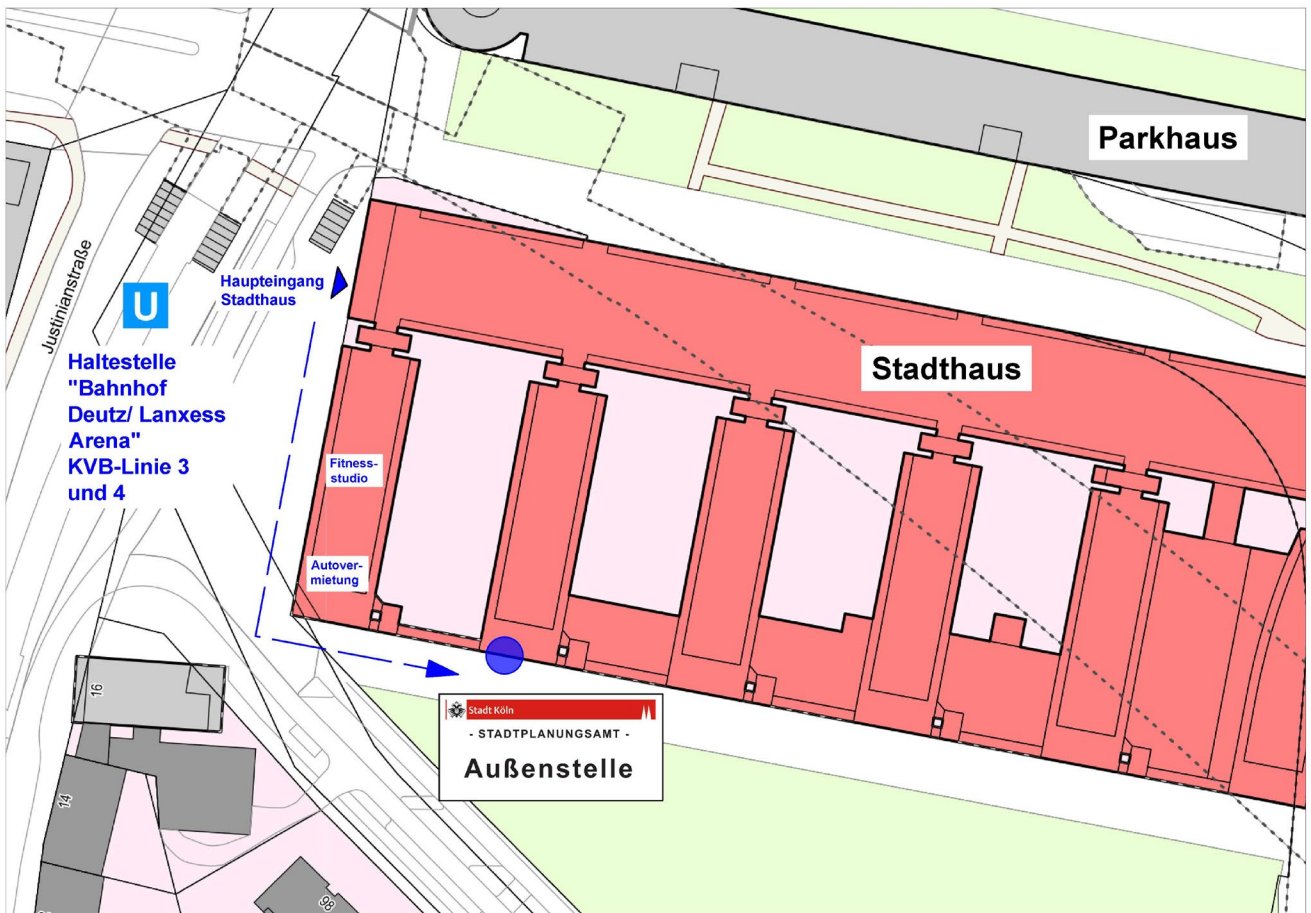 Parkhaus
Justinianstraße
U
Haupteingang
Stadthaus
Haltestelle
"Bahnhof
Deutz/ Lanxess
Arena"
KVB-Linie 3
und 4
Stadthaus
Fitness-
studio
Autover-
mietung
16
14
98
Stadt Köln
- STADTPLANUNGSAMT -
Außenstelle